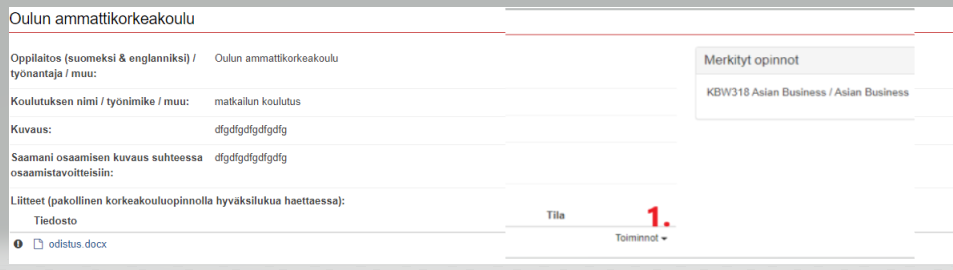 Oulun ammattikorkeakoulu
Oppilaitos (suomeksi & englanniksi) / Oulun ammattikorkeakoulu
työnantaja / muu:
Koulutuksen nimi / työnimike / muu: matkailun koulutus
Kuvaus: dfgdfgdfgdfgdfg
Saamani osaamisen kuvaus suhteessa dfgdfgdfgdfgdfg
osaamistavoitteisiin:
Liitteet (pakollinen korkeakouluopinnolla hyväksilukua haettaessa):
Tiedosto
odistus.docx
Tila
1.
Toiminnot
Merkityt opinnot
KBW318 Asian Business / Asian Business